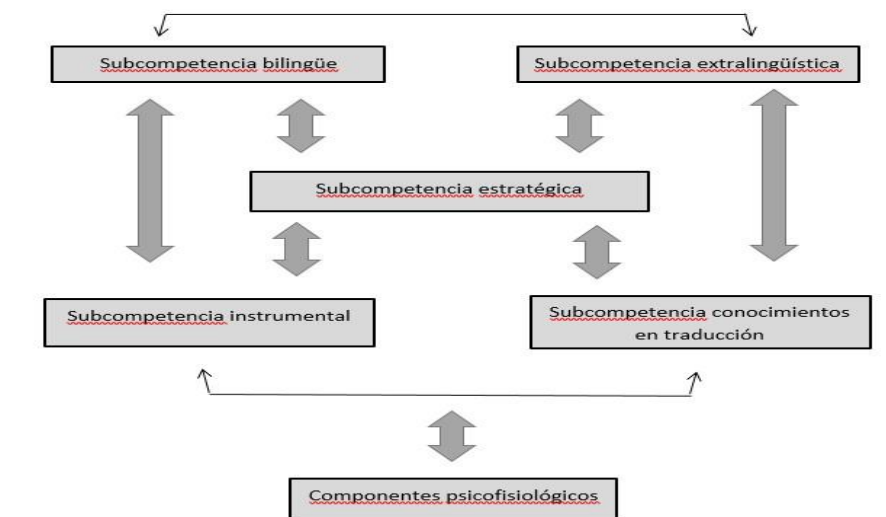 Subcompetencia bilingüe
Subcompetencia extralingüística
Subcompetencia estratégica
Subcompetencia instrumental
Subcompetencia conocimientos
en traducción
Componentes psicofisiológicos